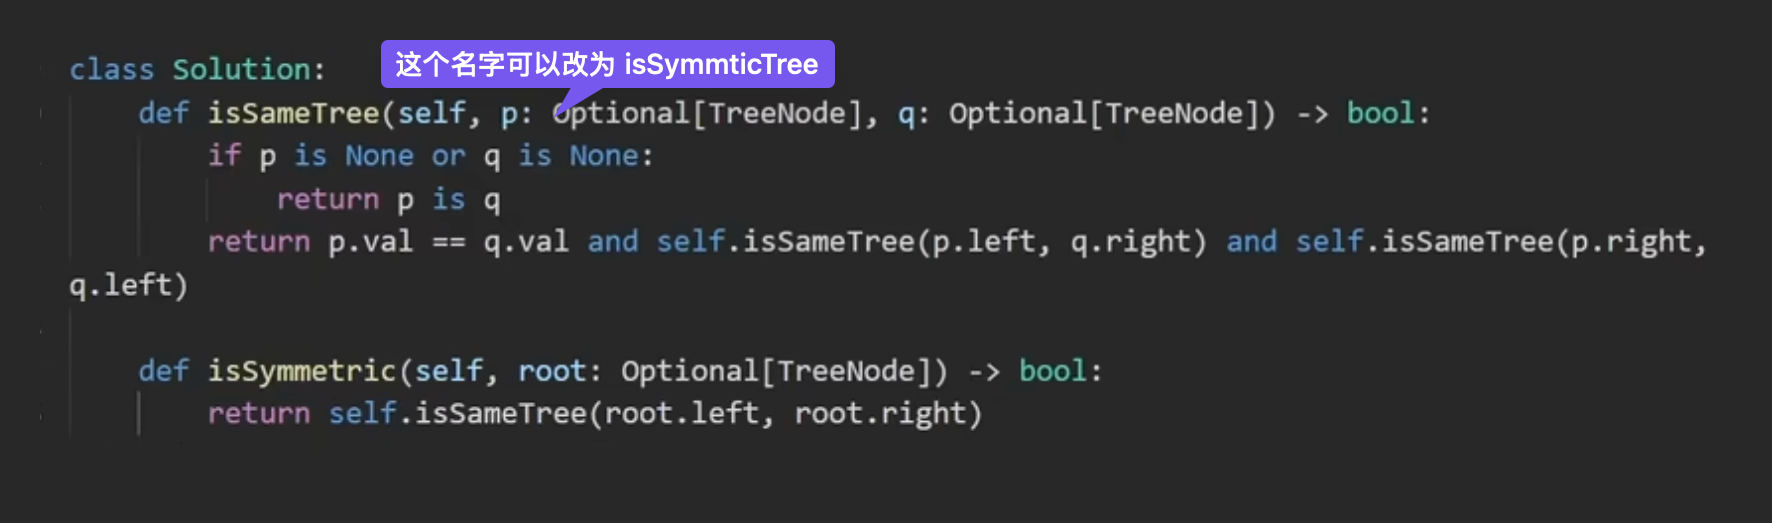 class Solution:
这个名字可以改为 isSymmticTree
def isSameTree(self, p: Optional[TreeNode], q: Optional[TreeNode]) -> bool:
if p is None or q is None:
return p is q
return p.val == q.val and self.isSameTree(p.left, q.right) and self.isSameTree(p.right,
q.left)
def isSymmetric(self, root: Optional[TreeNode]) -> bool:
return self.isSameTree(root.left, root.right)